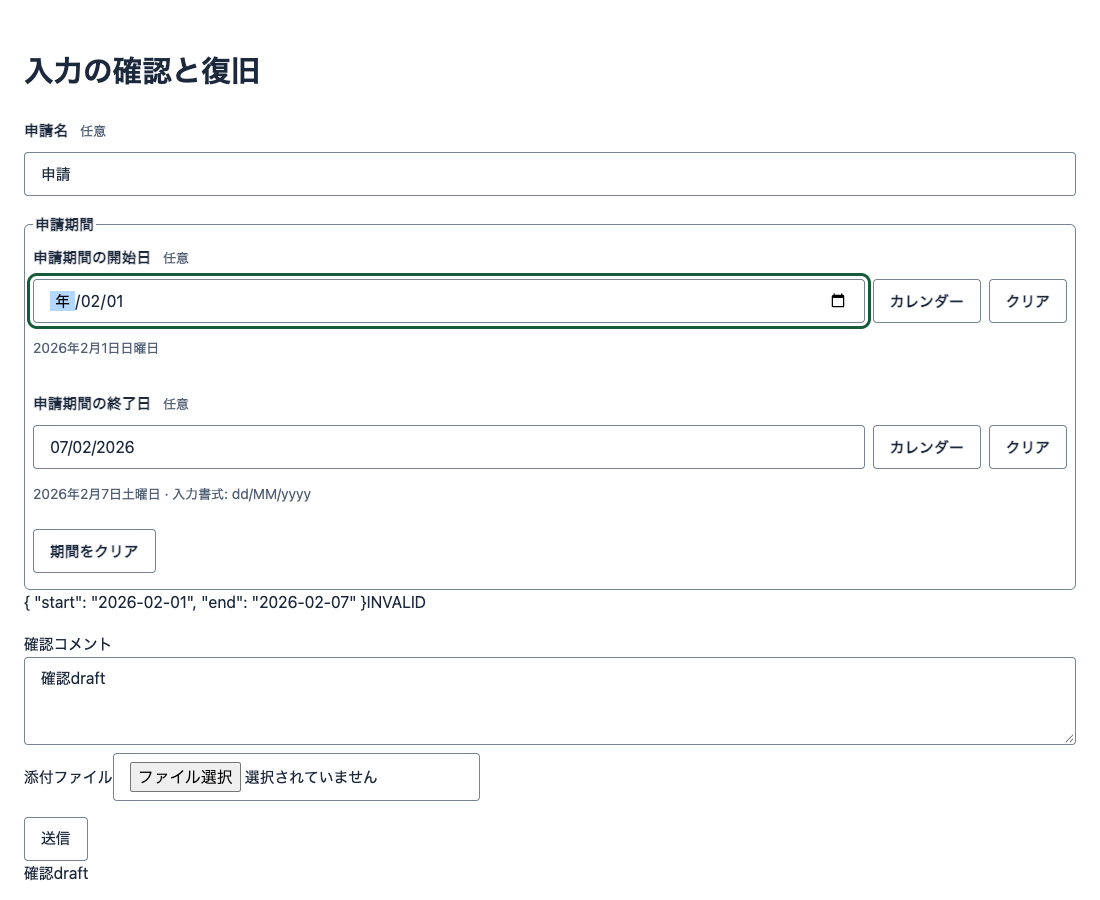 入力の確認と復旧
申請名 任意
申請
申請期間
申請期間の開始日 任意
年/02/01 カレンダー クリア
2026年2月1日日曜日
申請期間の終了日 任意
07/02/2026 カレンダー クリア
2026年2月7日土曜日 · 入力書式: dd/MM/yyyy
期間をクリア
{ "start": "2026-02-01", "end": "2026-02-07" }INVALID
確認コメント
確認draft
添付ファイル ファイル選択 選択されていません
送信
確認draft